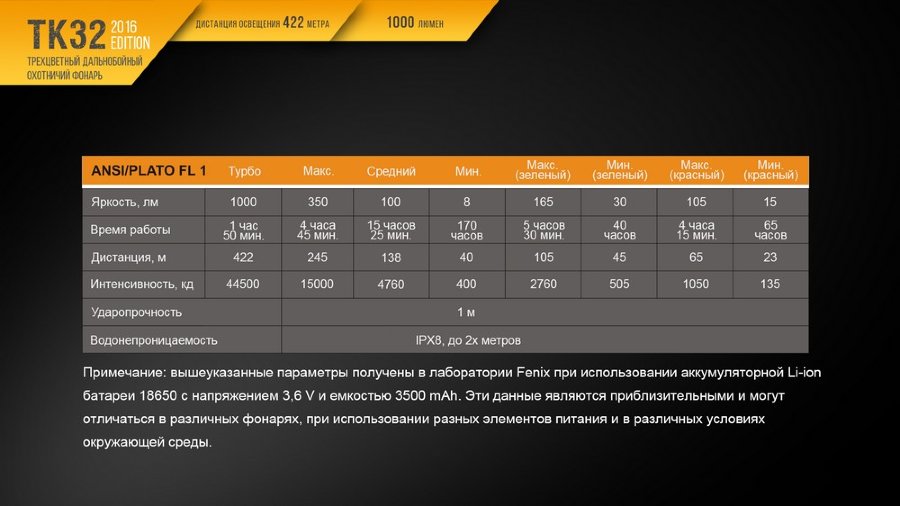 TK32 2016 EDITION
ТРЕХЦВЕТНЫЙ ДАЛЬНОБОЙНЫЙ
ОХОТНИЧИЙ ФОНАРЬ
ДИСТАНЦИЯ ОСВЕЩЕНИЯ 422 МЕТРА
1000 ЛЮМЕН
ANSI/PLATO FL 1 Турбо Макс. Средний Мин. Макс. (зеленый) Мин. (зеленый) Макс. (красный) Мин. (красный)
Яркость, лм 1000 350 100 8 165 30 105 15
Время работы 1 час 50 мин. 4 часа 45 мин. 15 часов 25 мин. 170 часов 5 часов 30 мин. 40 часов 4 часа 15 мин. 65 часов
Дистанция, м 422 245 138 40 105 45 65 23
Интенсивность, кд 44500 15000 4760 400 2760 505 1050 135
Ударопрочность 1 м
Водонепроницаемость IPX8, до 2х метров
Примечание: вышеуказанные параметры получены в лаборатории Fenix при использовании аккумуляторной Li-ion
батареи 18650 с напряжением 3,6 V и емкостью 3500 mAh. Эти данные являются приблизительными и могут
отличаться в различных фонарях, при использовании разных элементов питания и в различных условиях
окружающей среды.